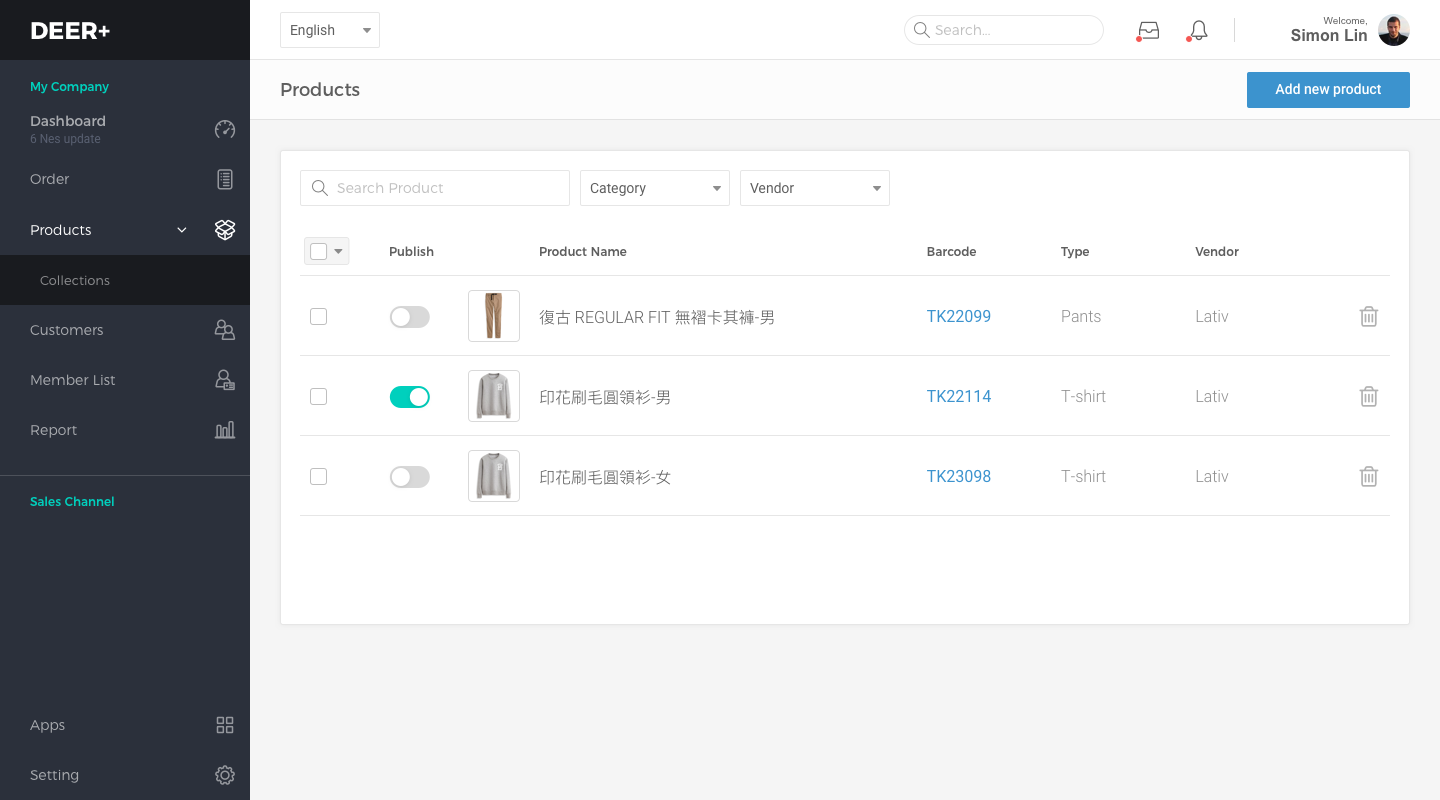 DEER+
English
Search...
Welcome,
Simon Lin
My Company
Dashboard
6 Nes update
Order
Products
Collections
Customers
Member List
Report
Sales Channel
Apps
Setting
Products
Add new product
Search Product
Category
Vendor
Publish Product Name Barcode Type Vendor
復古 REGULAR FIT 無褶卡其褲-男 TK22099 Pants Lativ
印花刷毛圓領衫-男 TK22114 T-shirt Lativ
印花刷毛圓領衫-女 TK23098 T-shirt Lativ